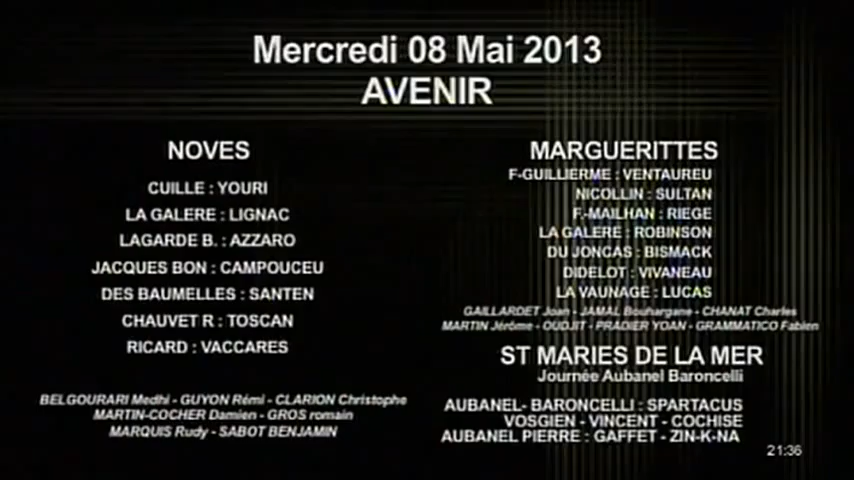 Mercredi 08 Mai 2013
AVENIR
NOVES
CUILLE : YOURI
LA GALERE : LIGNAC
LAGARDE B. : AZZARO
JACQUES BON : CAMPOUCEU
DES BAUMELLES : SANTEN
CHAUVET R : TOSCAN
RICARD : VACCARES
BELGOURARI Medhi - GUYON Rémi - CLARION Christophe
MARTIN-COCHER Damien - GROS romain
MARQUIS Rudy - SABOT BENJAMIN
MARGUERITTES
F-GUILLIERME : VENTAUREU
NICOLLIN : SULTAN
F.-MAILHAN : RIEGE
LA GALERE : ROBINSON
DU JONCAS : BISMACK
DIDELOT : VIVANEAU
LA VAUNAGE : LUCAS
GAILLARDET Joan - JAMAL Bouhargane - CHANAT Charles
MARTIN Jérôme - OUDJIT - PRADIER YOAN - GRAMMATICO Fabien
ST MARIES DE LA MER
Journée Aubanel Baroncelli
AUBANEL- BARONCELLI : SPARTACUS
VOSGIEN - VINCENT - COCHISE
AUBANEL PIERRE : GAFFET - ZIN-K-NA
21:36